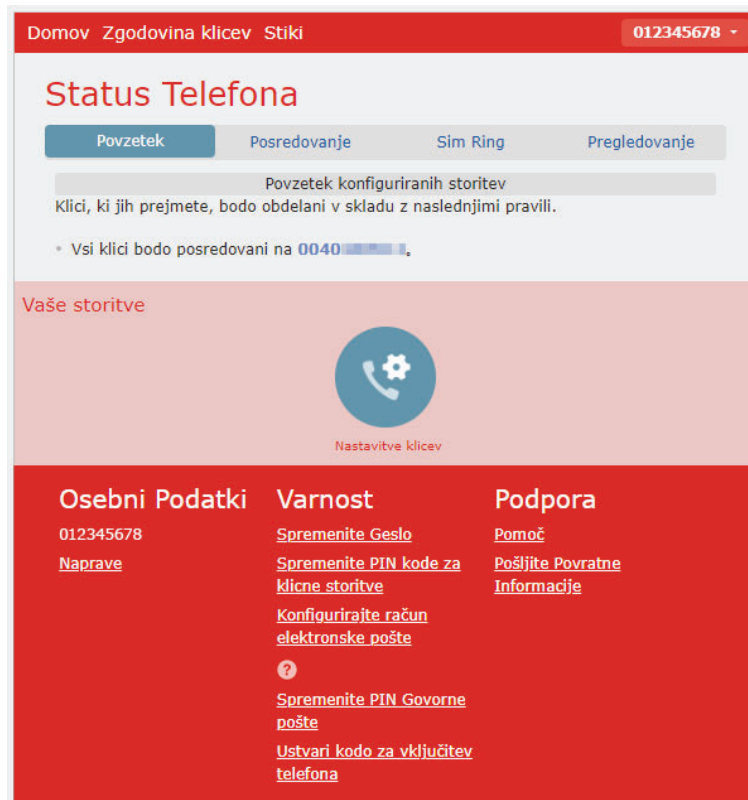 Domov Zgodovina klicev Stiki 012345678
Status Telefona
Povzetek Posredovanje Sim Ring Pregledovanje
Povzetek konfiguriranih storitev
Klici, ki jih prejmete, bodo obdelani v skladu z naslednjimi pravili.
• Vsi klici bodo posredovani na 0040
Vaše storitve
Nastavitve klicev
Osebni Podatki
012345678
Naprave
Varnost
Spremenite Geslo
Spremenite PIN kode za
klicne storitve
Konfigurirajte račun
elektronske pošte
?
Spremenite PIN Govorne
pošte
Ustvari kodo za vključitev
telefona
Podpora
Pomoč
Pošljite Povratne
Informacije